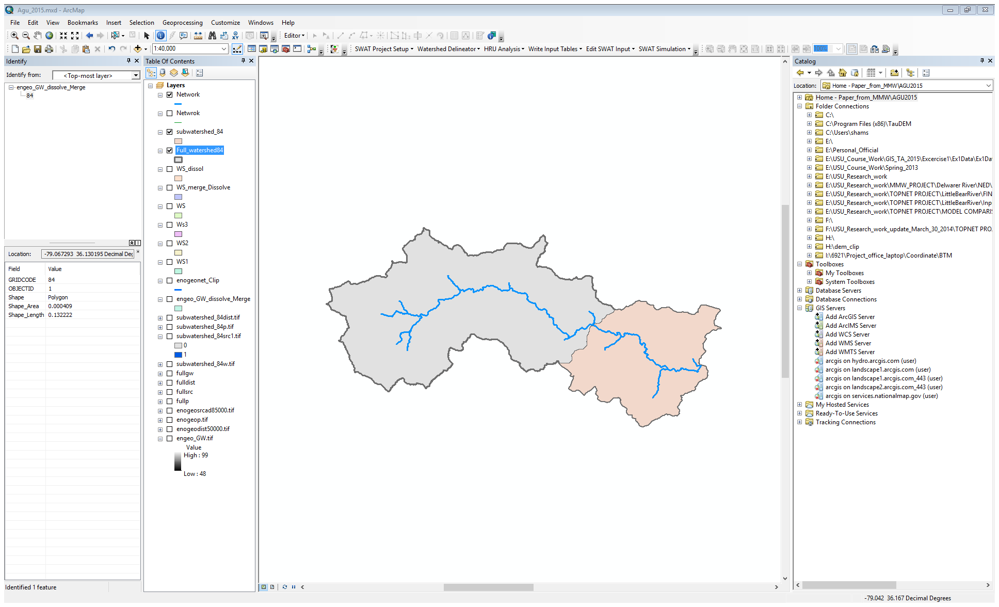 Agu_2015.mxd - ArcMap
File Edit View Bookmarks Insert Selection Geoprocessing Customize Windows Help
Editor
1:40,000
SWAT Project Setup Watershed Delineator HRU Analysis Write Input Tables Edit SWAT Input SWAT Simulation
100%
Identify
Identify from: <Top-most layer>
engeo_GW_dissolve_Merge
84
Location: -79.067293 36.130195 Decimal Deg
Field Value
GRIDCODE 84
OBJECTID 1
Shape Polygon
Shape_Area 0.000409
Shape_Length 0.132222
Identified 1 feature
Table Of Contents
Layers
Network
Netwrok
subwatershed_84
Full_watershed84
WS_dissol
WS_merge_Dissolve
WS
Ws3
WS2
WS1
enogeonet_Clip
engeo_GW_dissolve_Merge
subwatershed_84dist.tif
subwatershed_84p.tif
subwatershed_84src1.tif
0
1
subwatershed_84w.tif
fullgw
fulldist
fullsrc
fullp
enogeosrcad85000.tif
enogeop.tif
enogeodist50000.tif
engeo_GW.tif
Value
High : 99
Low : 48
Catalog
Location: Home - Paper_from_MMW\AGU2015
Home - Paper_from_MMW\AGU2015
Folder Connections
C:\
C:\Program Files (x86)\TauDEM
C:\Users\shams
E:\
E:\Personal_Official
E:\USU_Course_Work\GIS_TA_2015\Excercise1\Ex1Data\Ex1Da
E:\USU_Course_Work\Spring_2013
E:\USU_Research_work
E:\USU_Research_work\MMW_PROJECT\Delwarer River\NED\
E:\USU_Research_work\TOPNET PROJECT\LittleBearRiver\FIN
E:\USU_Research_work\TOPNET PROJECT\LittleBearRiver\Inp
E:\USU_Research_work\TOPNET PROJECT\MODEL COMPARI
F:\
F:\USU_Research_work_update_March_30_2014\TOPNET PRO
H:\
H:\dem_clip
I:\6921\Project_office_laptop\Coordinate\BTM
Toolboxes
My Toolboxes
System Toolboxes
Database Servers
Database Connections
GIS Servers
Add ArcGIS Server
Add ArcIMS Server
Add WCS Server
Add WMS Server
Add WMTS Server
arcgis on hydro.arcgis.com (user)
arcgis on landscape1.arcgis.com (user)
arcgis on landscape1.arcgis.com_443 (user)
arcgis on landscape2.arcgis.com_443 (user)
arcgis on services.nationalmap.gov (user)
My Hosted Services
Ready-To-Use Services
Tracking Connections
-79.042 36.167 Decimal Degrees